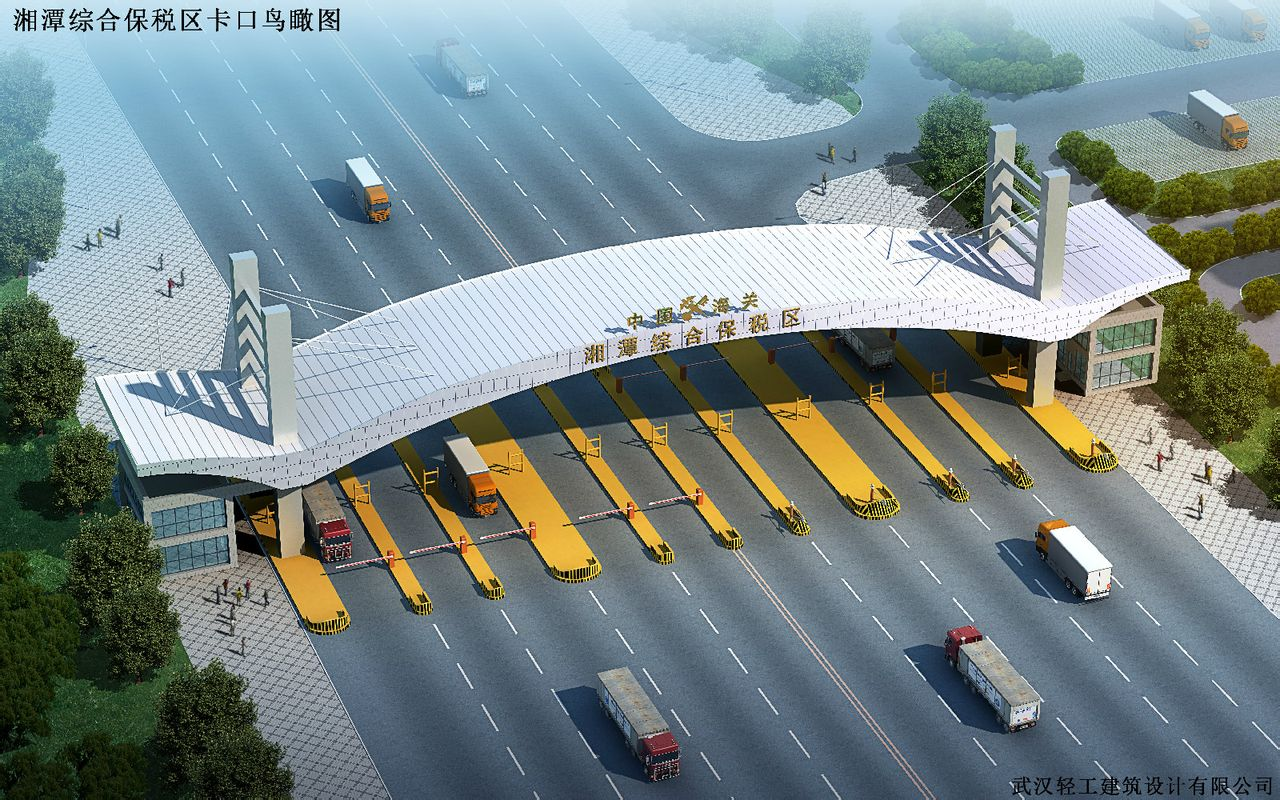 湘潭综合保税区卡口鸟瞰图
中国海关
湘潭综合保税区
武汉轻工建筑设计有限公司